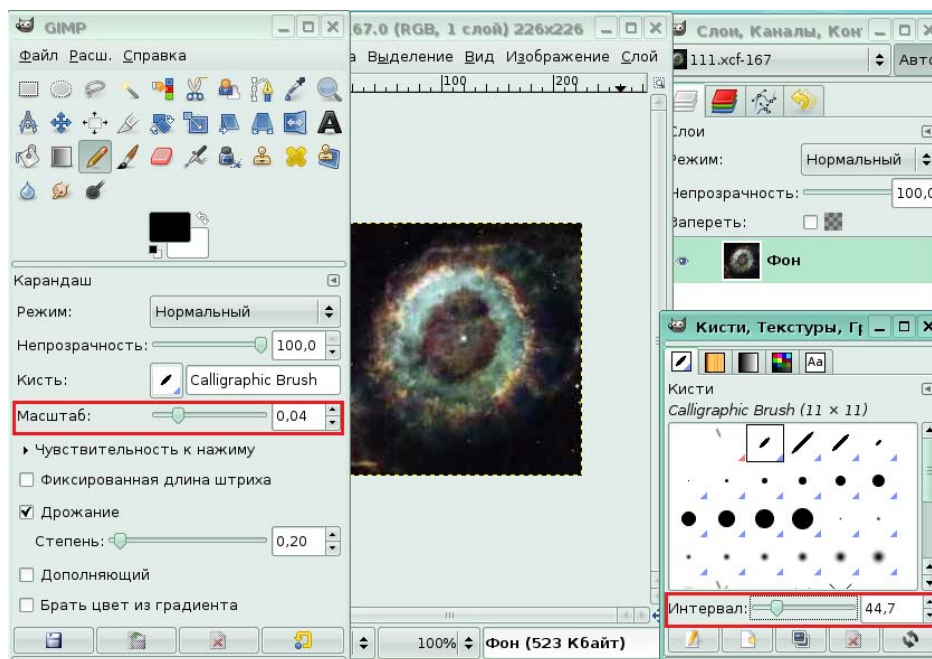 GIMP
Файл Расш. Справка
Карандаш
Режим: Нормальный
Непрозрачность: 100,0
Кисть: Calligraphic Brush
Масштаб: 0,04
Чувствительность к нажиму
Фиксированная длина штриха
Дрожание
Степень: 0,20
Дополняющий
Брать цвет из градиента
67.0 (RGB, 1 слой) 226x226
а Выделение Вид Изображение Слой
100 200
100% Фон (523 Кбайт)
Слои, Каналы, Кон
111.xcf-167 Авто
Слои
Режим: Нормальный
Непрозрачность: 100,0
Запереть:
Фон
Кисти, Текстуры, Гр
Aa
Кисти
Calligraphic Brush (11 × 11)
Интервал: 44,7